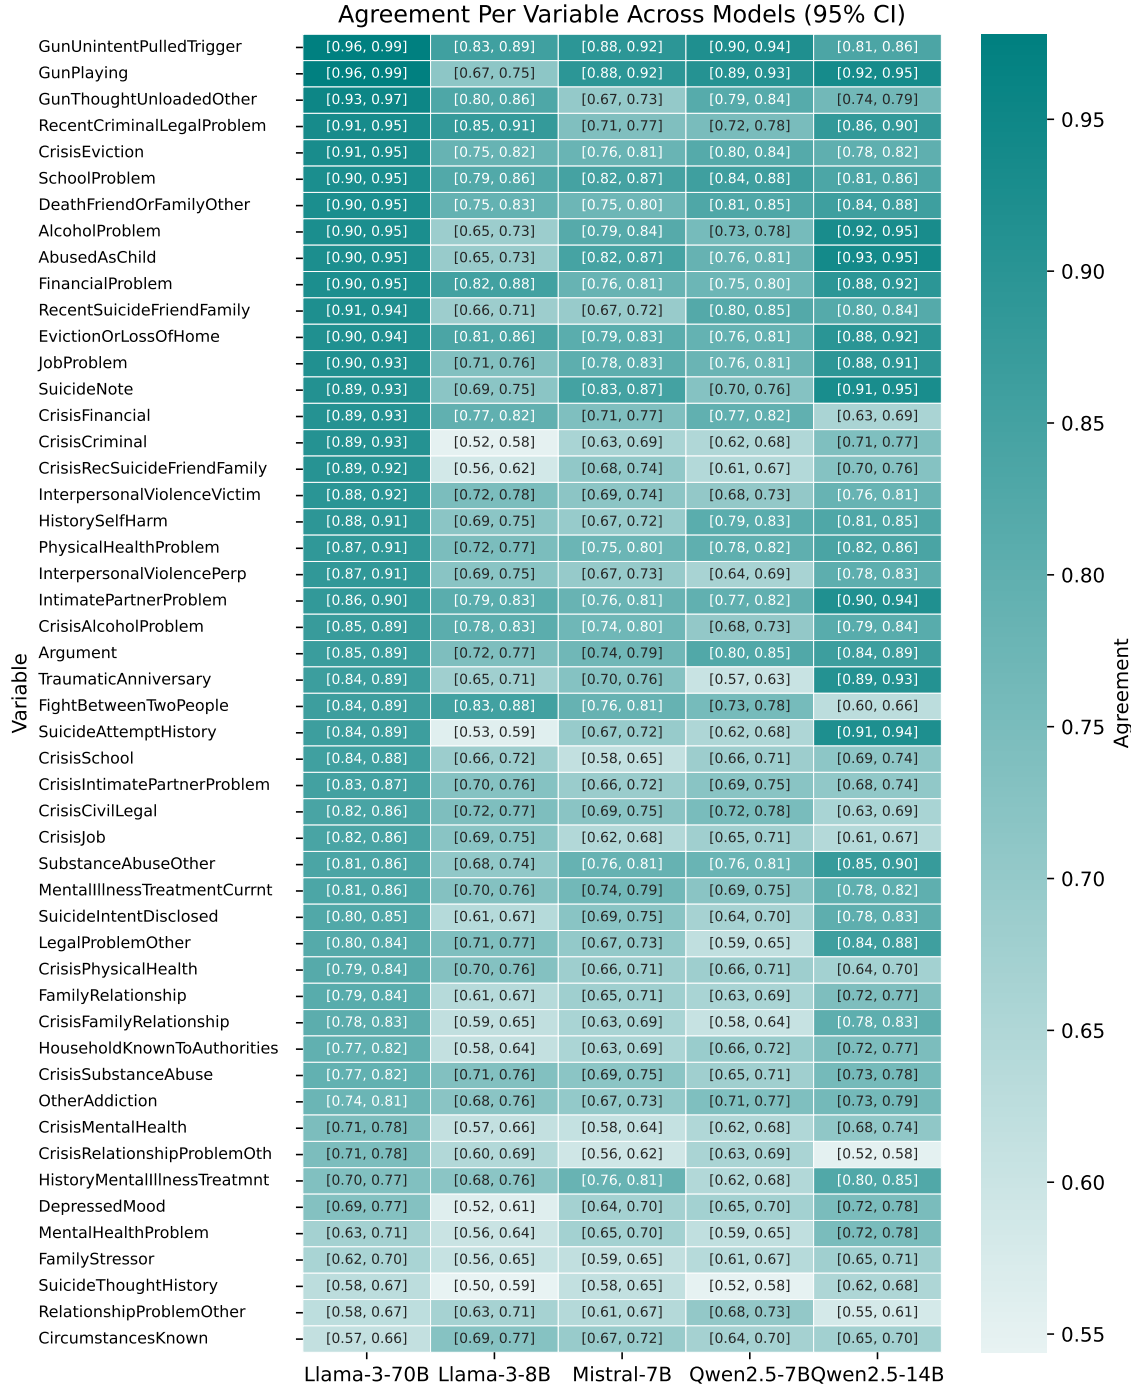 Agreement Per Variable Across Models (95% CI)
GunUnintentPulledTrigger [0.96, 0.99] [0.83, 0.89] [0.88, 0.92] [0.90, 0.94] [0.81, 0.86]
GunPlaying [0.96, 0.99] [0.67, 0.75] [0.88, 0.92] [0.89, 0.93] [0.92, 0.95]
GunThoughtUnloadedOther [0.93, 0.97] [0.80, 0.86] [0.67, 0.73] [0.79, 0.84] [0.74, 0.79]
RecentCriminalLegalProblem [0.91, 0.95] [0.85, 0.91] [0.71, 0.77] [0.72, 0.78] [0.86, 0.90]
CrisisEviction [0.91, 0.95] [0.75, 0.82] [0.76, 0.81] [0.80, 0.84] [0.78, 0.82]
SchoolProblem [0.90, 0.95] [0.79, 0.86] [0.82, 0.87] [0.84, 0.88] [0.81, 0.86]
DeathFriendOrFamilyOther [0.90, 0.95] [0.75, 0.83] [0.75, 0.80] [0.81, 0.85] [0.84, 0.88]
AlcoholProblem [0.90, 0.95] [0.65, 0.73] [0.79, 0.84] [0.73, 0.78] [0.92, 0.95]
AbusedAsChild [0.90, 0.95] [0.65, 0.73] [0.82, 0.87] [0.76, 0.81] [0.93, 0.95]
FinancialProblem [0.90, 0.95] [0.82, 0.88] [0.76, 0.81] [0.75, 0.80] [0.88, 0.92]
RecentSuicideFriendFamily [0.91, 0.94] [0.66, 0.71] [0.67, 0.72] [0.80, 0.85] [0.80, 0.84]
EvictionOrLossOfHome [0.90, 0.94] [0.81, 0.86] [0.79, 0.83] [0.76, 0.81] [0.88, 0.92]
JobProblem [0.90, 0.93] [0.71, 0.76] [0.78, 0.83] [0.76, 0.81] [0.88, 0.91]
SuicideNote [0.89, 0.93] [0.69, 0.75] [0.83, 0.87] [0.70, 0.76] [0.91, 0.95]
CrisisFinancial [0.89, 0.93] [0.77, 0.82] [0.71, 0.77] [0.77, 0.82] [0.63, 0.69]
CrisisCriminal [0.89, 0.93] [0.52, 0.58] [0.63, 0.69] [0.62, 0.68] [0.71, 0.77]
CrisisRecSuicideFriendFamily [0.89, 0.92] [0.56, 0.62] [0.68, 0.74] [0.61, 0.67] [0.70, 0.76]
InterpersonalViolenceVictim [0.88, 0.92] [0.72, 0.78] [0.69, 0.74] [0.68, 0.73] [0.76, 0.81]
HistorySelfHarm [0.88, 0.91] [0.69, 0.75] [0.67, 0.72] [0.79, 0.83] [0.81, 0.85]
PhysicalHealthProblem [0.87, 0.91] [0.72, 0.77] [0.75, 0.80] [0.78, 0.82] [0.82, 0.86]
InterpersonalViolencePerp [0.87, 0.91] [0.69, 0.75] [0.67, 0.73] [0.64, 0.69] [0.78, 0.83]
IntimatePartnerProblem [0.86, 0.90] [0.79, 0.83] [0.76, 0.81] [0.77, 0.82] [0.90, 0.94]
CrisisAlcoholProblem [0.85, 0.89] [0.78, 0.83] [0.74, 0.80] [0.68, 0.73] [0.79, 0.84]
Argument [0.85, 0.89] [0.72, 0.77] [0.74, 0.79] [0.80, 0.85] [0.84, 0.89]
TraumaticAnniversary [0.84, 0.89] [0.65, 0.71] [0.70, 0.76] [0.57, 0.63] [0.89, 0.93]
FightBetweenTwoPeople [0.84, 0.89] [0.83, 0.88] [0.76, 0.81] [0.73, 0.78] [0.60, 0.66]
SuicideAttemptHistory [0.84, 0.89] [0.53, 0.59] [0.67, 0.72] [0.62, 0.68] [0.91, 0.94]
CrisisSchool [0.84, 0.88] [0.66, 0.72] [0.58, 0.65] [0.66, 0.71] [0.69, 0.74]
CrisisIntimatePartnerProblem [0.83, 0.87] [0.70, 0.76] [0.66, 0.72] [0.69, 0.75] [0.68, 0.74]
CrisisCivilLegal [0.82, 0.86] [0.72, 0.77] [0.69, 0.75] [0.72, 0.78] [0.63, 0.69]
CrisisJob [0.82, 0.86] [0.69, 0.75] [0.62, 0.68] [0.65, 0.71] [0.61, 0.67]
SubstanceAbuseOther [0.81, 0.86] [0.68, 0.74] [0.76, 0.81] [0.76, 0.81] [0.85, 0.90]
MentalIllnessTreatmentCurrnt [0.81, 0.86] [0.70, 0.76] [0.74, 0.79] [0.69, 0.75] [0.78, 0.82]
SuicideIntentDisclosed [0.80, 0.85] [0.61, 0.67] [0.69, 0.75] [0.64, 0.70] [0.78, 0.83]
LegalProblemOther [0.80, 0.84] [0.71, 0.77] [0.67, 0.73] [0.59, 0.65] [0.84, 0.88]
CrisisPhysicalHealth [0.79, 0.84] [0.70, 0.76] [0.66, 0.71] [0.66, 0.71] [0.64, 0.70]
FamilyRelationship [0.79, 0.84] [0.61, 0.67] [0.65, 0.71] [0.63, 0.69] [0.72, 0.77]
CrisisFamilyRelationship [0.78, 0.83] [0.59, 0.65] [0.63, 0.69] [0.58, 0.64] [0.78, 0.83]
HouseholdKnownToAuthorities [0.77, 0.82] [0.58, 0.64] [0.63, 0.69] [0.66, 0.72] [0.72, 0.77]
CrisisSubstanceAbuse [0.77, 0.82] [0.71, 0.76] [0.69, 0.75] [0.65, 0.71] [0.73, 0.78]
OtherAddiction [0.74, 0.81] [0.68, 0.76] [0.67, 0.73] [0.71, 0.77] [0.73, 0.79]
CrisisMentalHealth [0.71, 0.78] [0.57, 0.66] [0.58, 0.64] [0.62, 0.68] [0.68, 0.74]
CrisisRelationshipProblemOth [0.71, 0.78] [0.60, 0.69] [0.56, 0.62] [0.63, 0.69] [0.52, 0.58]
HistoryMentalIllnessTreatmnt [0.70, 0.77] [0.68, 0.76] [0.76, 0.81] [0.62, 0.68] [0.80, 0.85]
DepressedMood [0.69, 0.77] [0.52, 0.61] [0.64, 0.70] [0.65, 0.70] [0.72, 0.78]
MentalHealthProblem [0.63, 0.71] [0.56, 0.64] [0.65, 0.70] [0.59, 0.65] [0.72, 0.78]
FamilyStressor [0.62, 0.70] [0.56, 0.65] [0.59, 0.65] [0.61, 0.67] [0.65, 0.71]
SuicideThoughtHistory [0.58, 0.67] [0.50, 0.59] [0.58, 0.65] [0.52, 0.58] [0.62, 0.68]
RelationshipProblemOther [0.58, 0.67] [0.63, 0.71] [0.61, 0.67] [0.68, 0.73] [0.55, 0.61]
CircumstancesKnown [0.57, 0.66] [0.69, 0.77] [0.67, 0.72] [0.64, 0.70] [0.65, 0.70]
Llama-3-70B Llama-3-8B Mistral-7B Qwen2.5-7B Qwen2.5-14B
Variable
0.95
0.90
0.85
0.80
0.75
0.70
0.65
0.60
0.55
Agreement